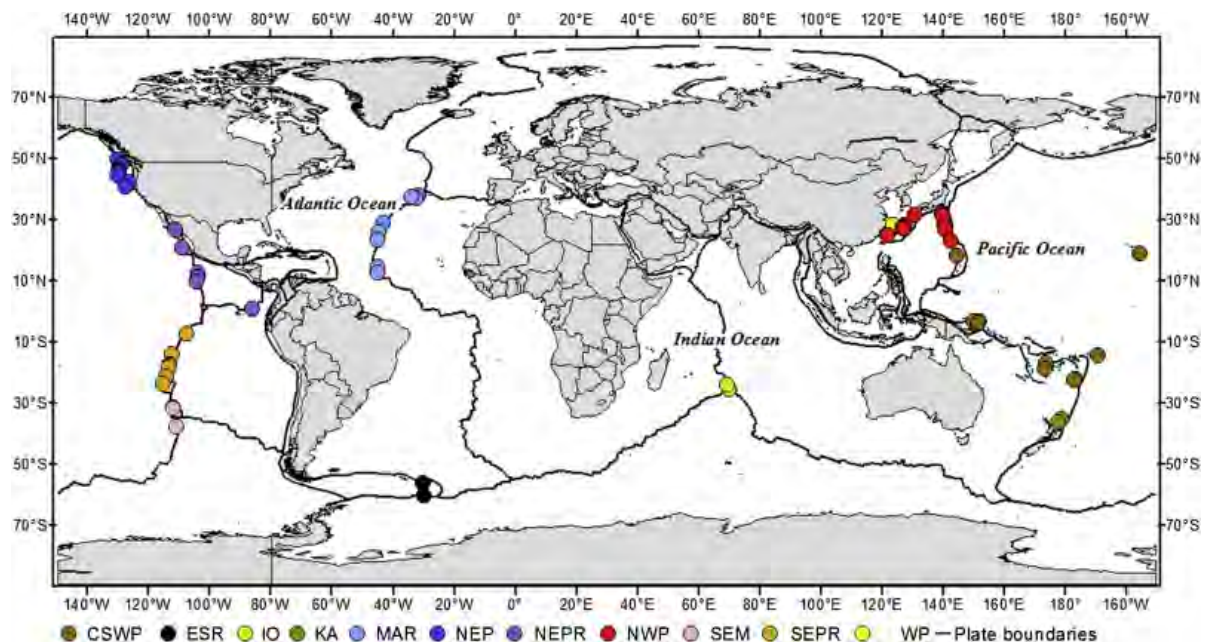 140°W 120°W 100°W 80°W 60°W 40°W 20°W 0° 20°E 40°E 60°E 80°E 100°E 120°E 140°E 160°E 180° 160°W
70°N 70°N
50°N 50°N
Atlantic Ocean
30°N 30°N
Pacific Ocean
10°N 10°N
10°S Indian Ocean 10°S
30°S 30°S
50°S 50°S
70°S 70°S
140°W 120°W 100°W 80°W 60°W 40°W 20°W 0° 20°E 40°E 60°E 80°E 100°E 120°E 140°E 160°E 180° 160°W
CSWP ESR IO KA MAR NEP NEPR NWP SEM SEPR WP Plate boundaries